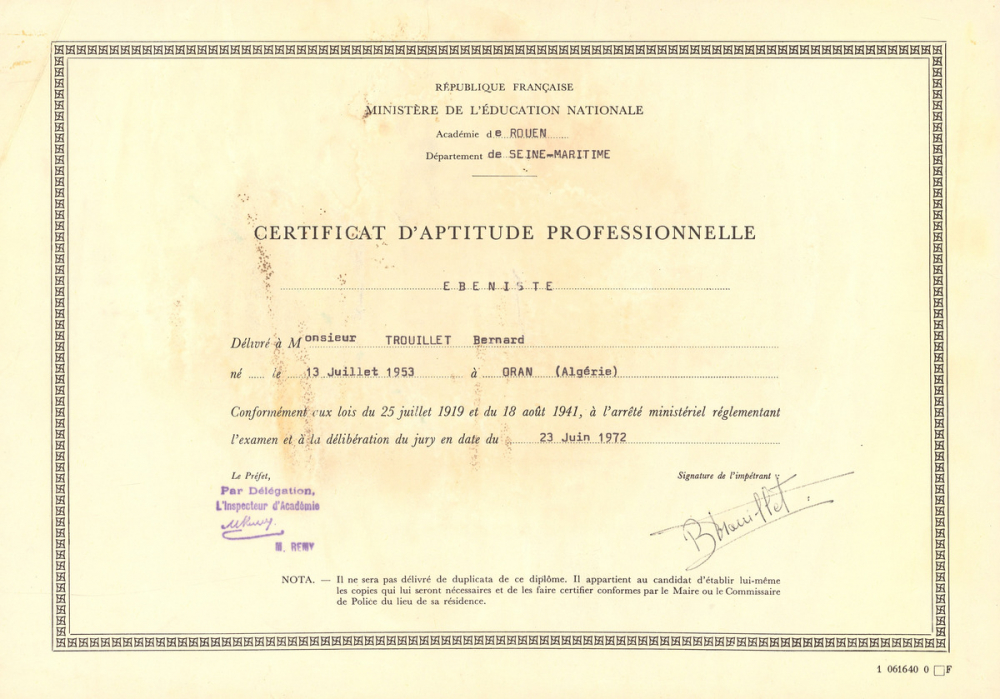 RÉPUBLIQUE FRANÇAISE
MINISTÈRE DE L'ÉDUCATION NATIONALE
Académie de ROUEN
Département de SEINE-MARITIME
CERTIFICAT D'APTITUDE PROFESSIONNELLE
EBENISTE
Délivré à Monsieur TROUILLET Bernard
né le 13 Juillet 1953 à ORAN (Algérie)
Conformément aux lois du 25 juillet 1919 et du 18 août 1941, à l'arrêté ministériel réglementant
l'examen et à la délibération du jury en date du 23 Juin 1972
Le Préfet,
Par Délégation,
L'Inspecteur d'Académie
M. REMY
Signature de l'impétrant
BTrouillet
NOTA. — Il ne sera pas délivré de duplicata de ce diplôme. Il appartient au candidat d'établir lui-même
les copies qui lui seront nécessaires et de les faire certifier conformes par le Maire ou le Commissaire
de Police du lieu de sa résidence.
1 061640 0 F